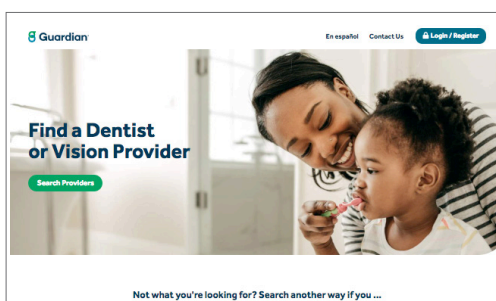 Guardian
En español
Contact Us
Login / Register
Find a Dentist
or Vision Provider
Search Providers
Not what you're looking for? Search another way if you ...